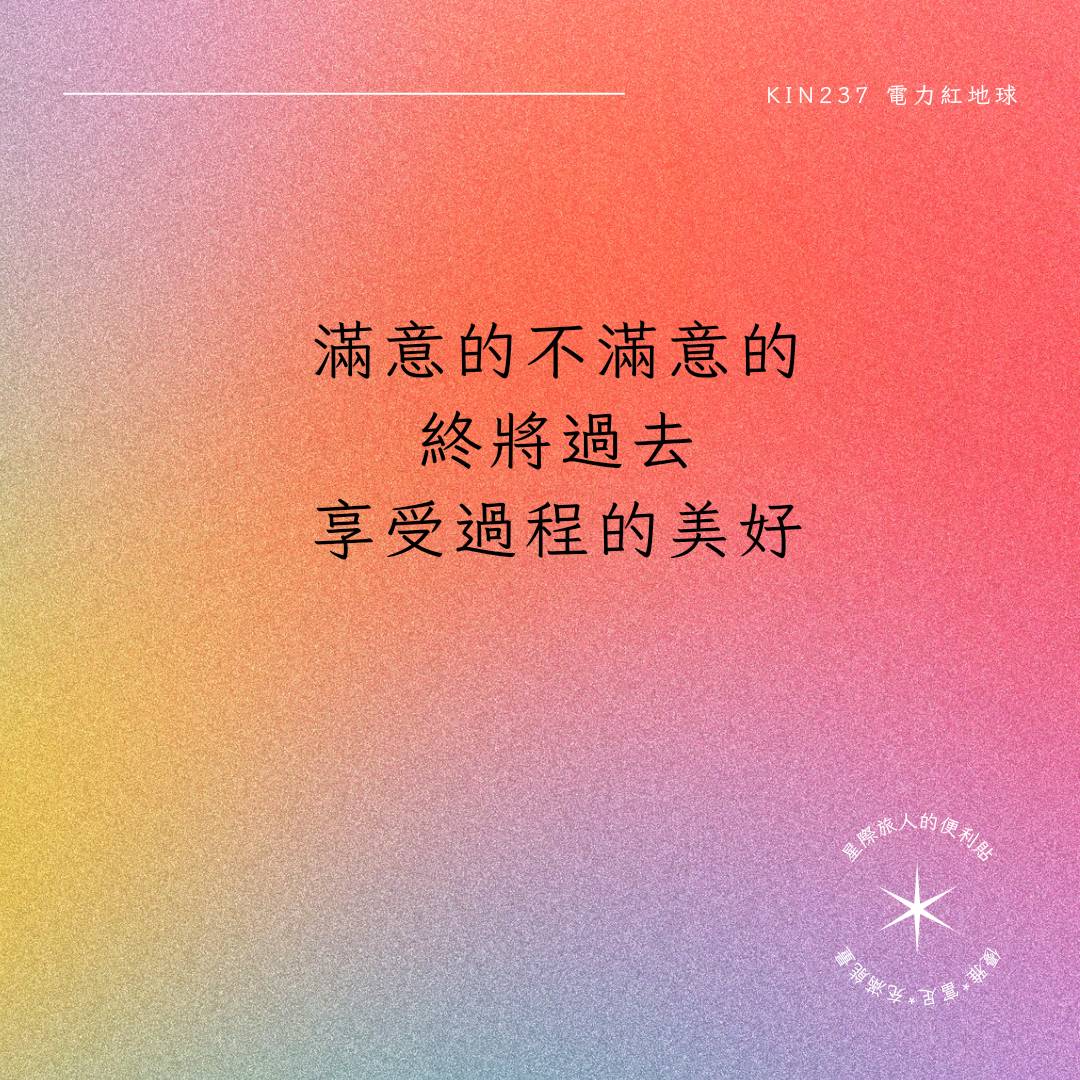 KIN237 電力紅地球
滿意的不滿意的
終將過去
享受過程的美好
星際旅人的便利貼
優雅*富足*充滿能量